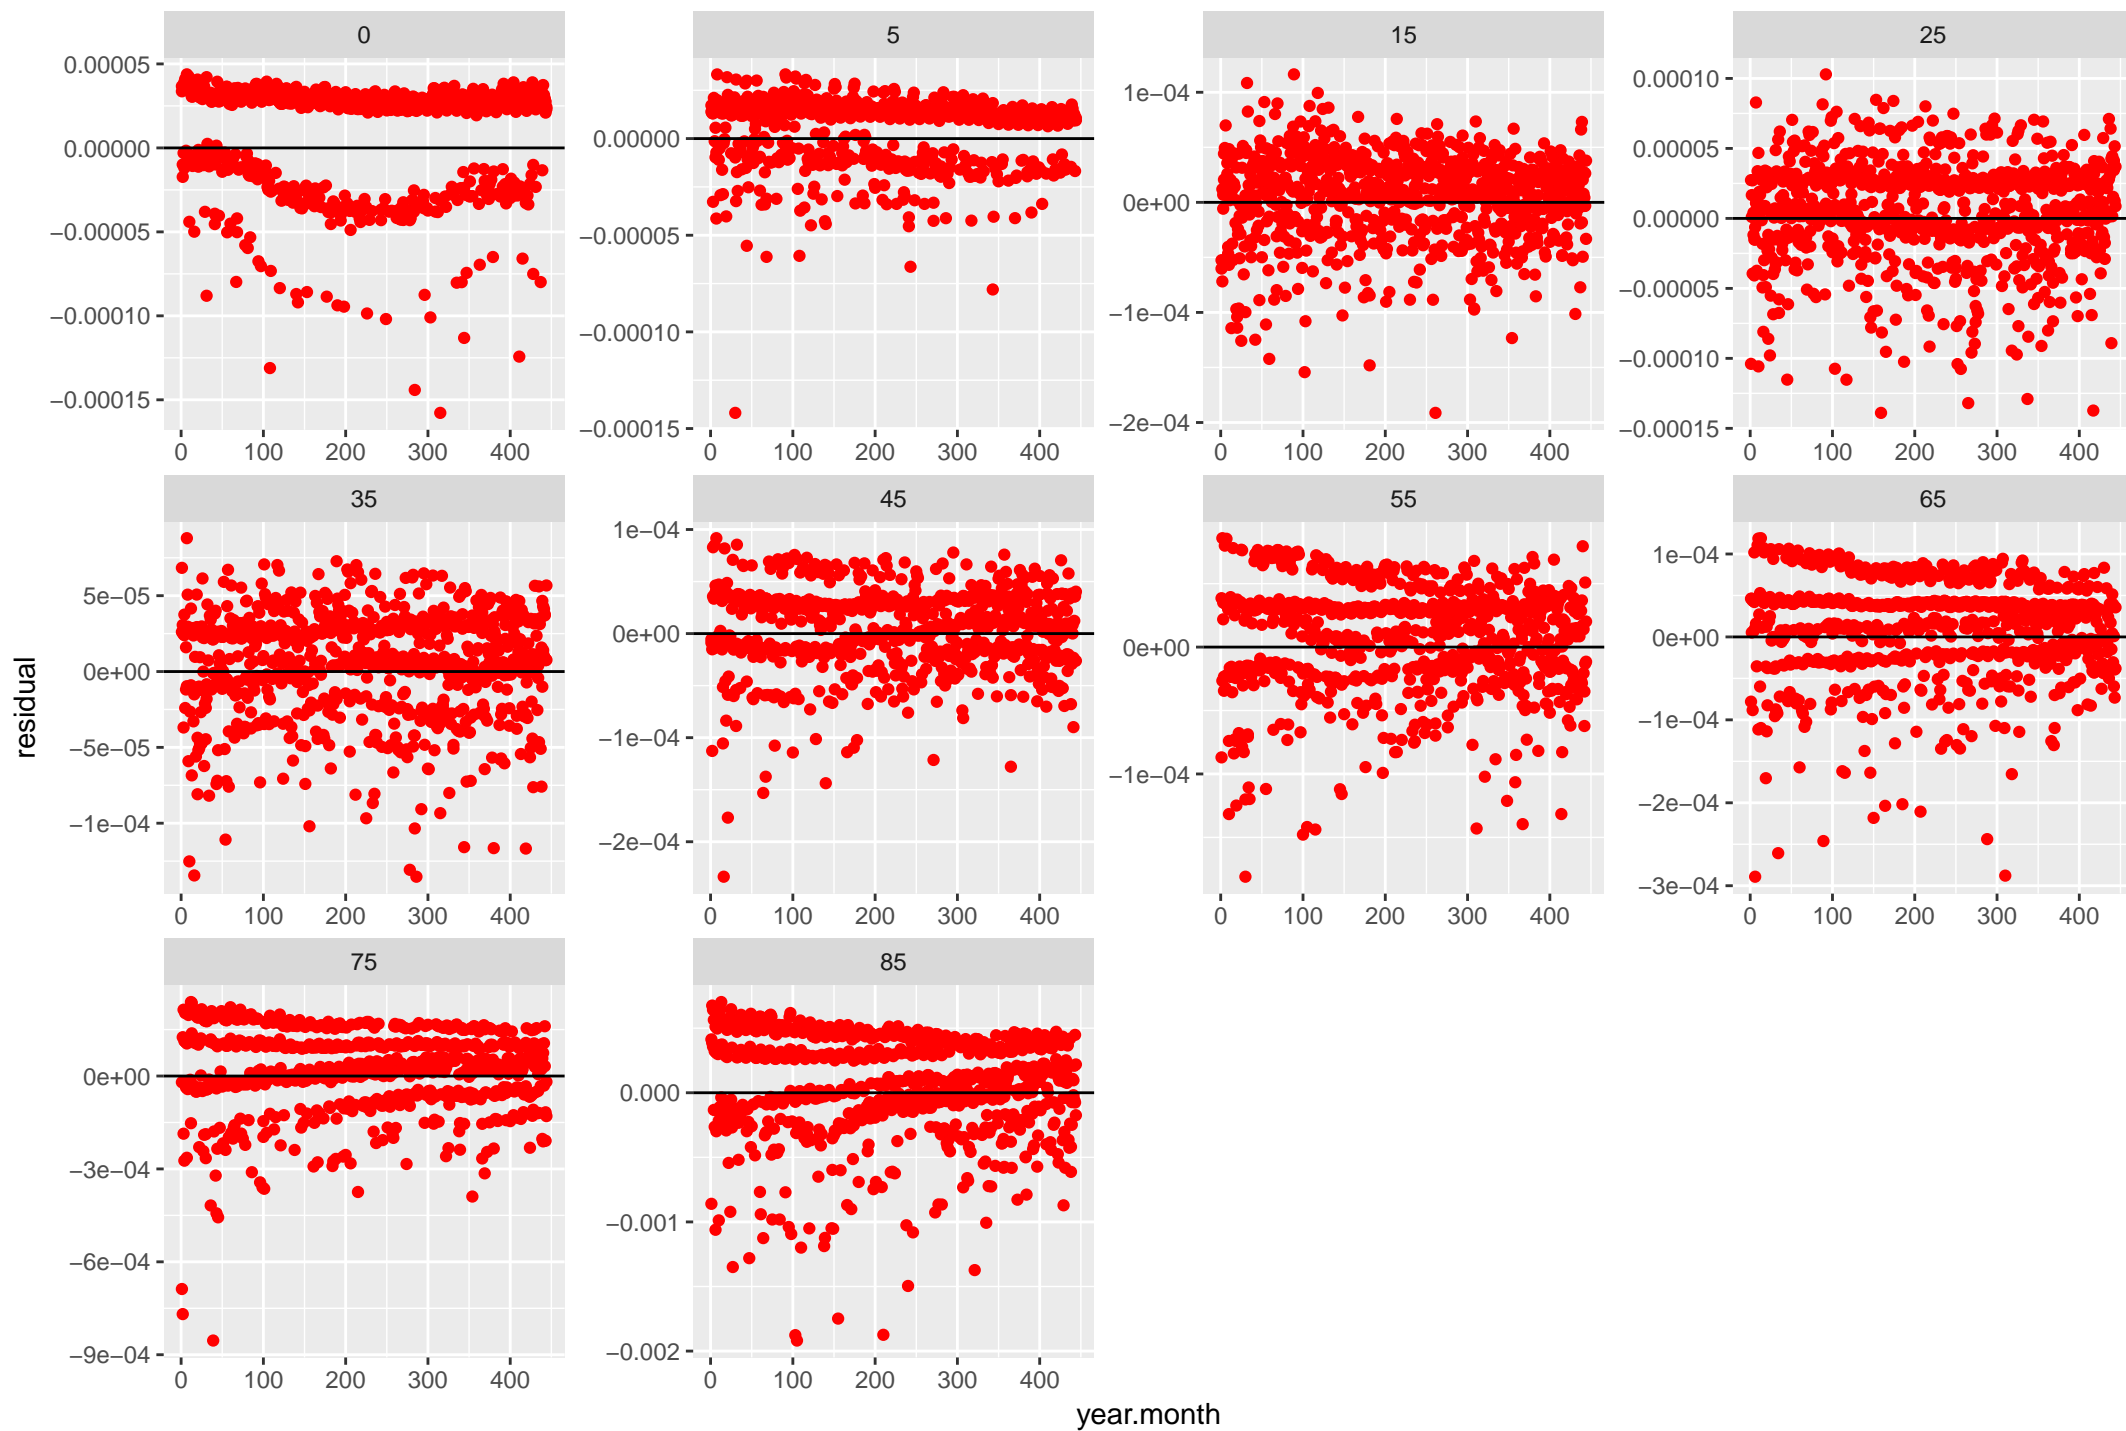 0 5 15 25
0.00005
0.00000
−0.00005
−0.00010
−0.00015
0 100 200 300 400
0.00000
−0.00005
−0.00010
−0.00015
0 100 200 300 400
1e−04
0e+00
−1e−04
−2e−04
0 100 200 300 400
0.00010
0.00005
0.00000
−0.00005
−0.00010
−0.00015
0 100 200 300 400
35 45 55 65
5e−05
0e+00
−5e−05
−1e−04
0 100 200 300 400
1e−04
0e+00
−1e−04
−2e−04
0 100 200 300 400
0e+00
−1e−04
0 100 200 300 400
1e−04
0e+00
−1e−04
−2e−04
−3e−04
0 100 200 300 400
75 85
0e+00
−3e−04
−6e−04
−9e−04
0 100 200 300 400
0.000
−0.001
−0.002
0 100 200 300 400
residual
year.month